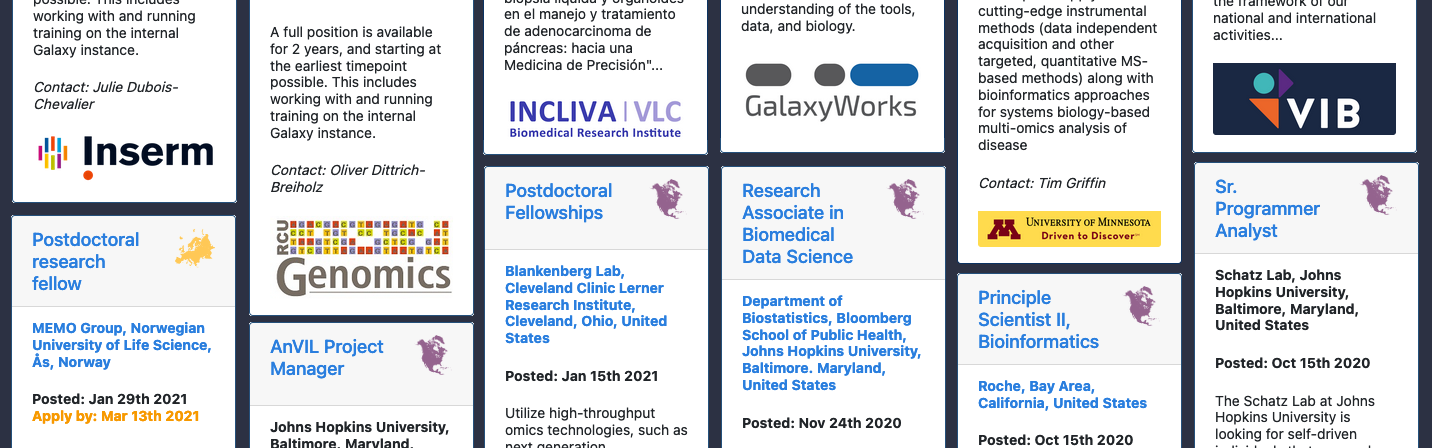 possible. This includes
working with and running
training on the internal
Galaxy instance.
Contact: Julie Dubois-
Chevalier
Inserm
Postdoctoral
research
fellow
MEMO Group, Norwegian
University of Life Science,
Ås, Norway
Posted: Jan 29th 2021
Apply by: Mar 13th 2021
A full position is available
for 2 years, and starting at
the earliest timepoint
possible. This includes
working with and running
training on the internal
Galaxy instance.
Contact: Oliver Dittrich-
Breiholz
RCU
Genomics
AnVIL Project
Manager
Johns Hopkins University,
Baltimore, Maryland,
biopsia líquida y organoides
en el manejo y tratamiento
de adenocarcinoma de
páncreas: hacia una
Medicina de Precisión"...
INCLIVA | VLC
Biomedical Research Institute
Postdoctoral
Fellowships
Blankenberg Lab,
Cleveland Clinic Lerner
Research Institute,
Cleveland, Ohio, United
States
Posted: Jan 15th 2021
Utilize high-throughput
omics technologies, such as
next generation
understanding of the tools,
data, and biology.
GalaxyWorks
Research
Associate in
Biomedical
Data Science
Department of
Biostatistics, Bloomberg
School of Public Health,
Johns Hopkins University,
Baltimore. Maryland,
United States
Posted: Nov 24th 2020
cutting-edge instrumental
methods (data independent
acquisition and other
targeted, quantitative MS-
based methods) along with
bioinformatics approaches
for systems biology-based
multi-omics analysis of
disease
Contact: Tim Griffin
University of Minnesota
Driven to Discover
Principle
Scientist II,
Bioinformatics
Roche, Bay Area,
California, United States
Posted: Oct 15th 2020
the framework of our
national and international
activities...
VIB
Sr.
Programmer
Analyst
Schatz Lab, Johns
Hopkins University,
Baltimore, Maryland,
United States
Posted: Oct 15th 2020
The Schatz Lab at Johns
Hopkins University is
looking for self-driven